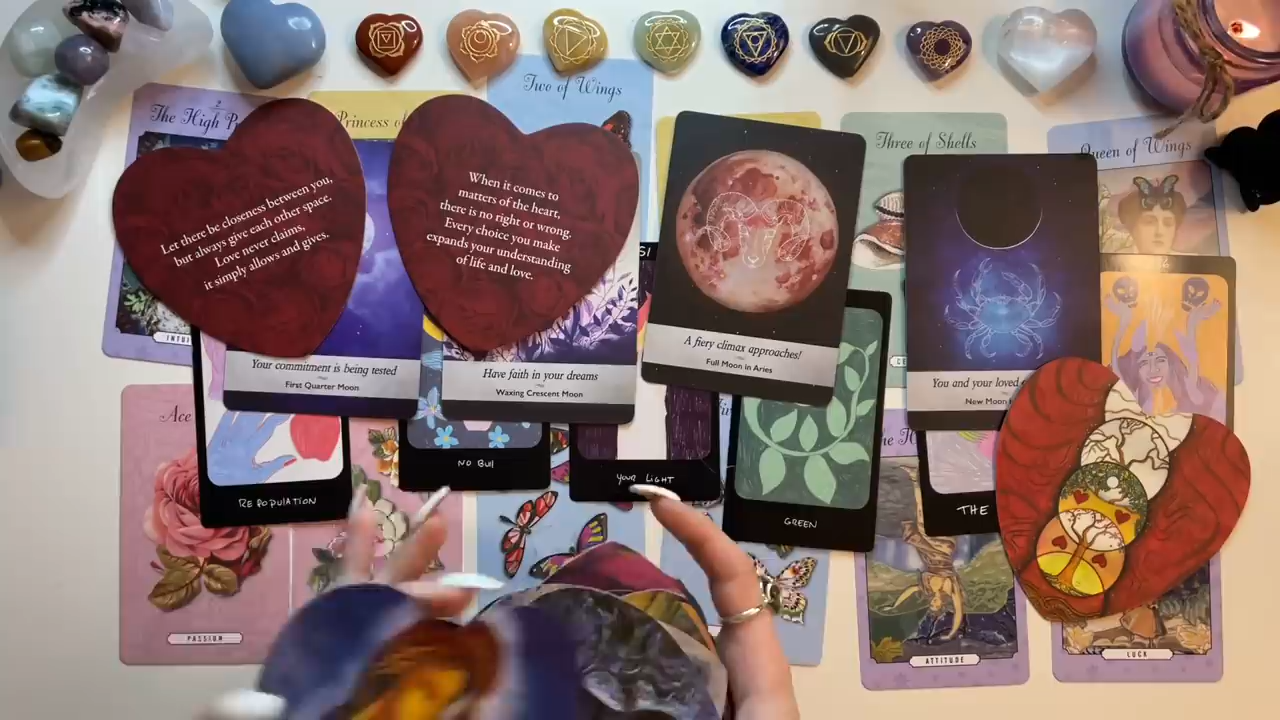 The High
Princess of
Two of Wings
Three of Shells
Queen of Wings
Let there be closeness between you,
but always give each other space.
Love never claims,
it simply allows and gives.
When it comes to
matters of the heart,
there is no right or wrong.
Every choice you make
expands your understanding
of life and love.
Your commitment is being tested
First Quarter Moon
Have faith in your dreams
Waxing Crescent Moon
A fiery climax approaches!
Full Moon in Aries
You and your loved
New Moon
Ace
REPOPULATION
NO BULL
YOUR LIGHT
GREEN
THE
PASSION
ATTITUDE
LUCK